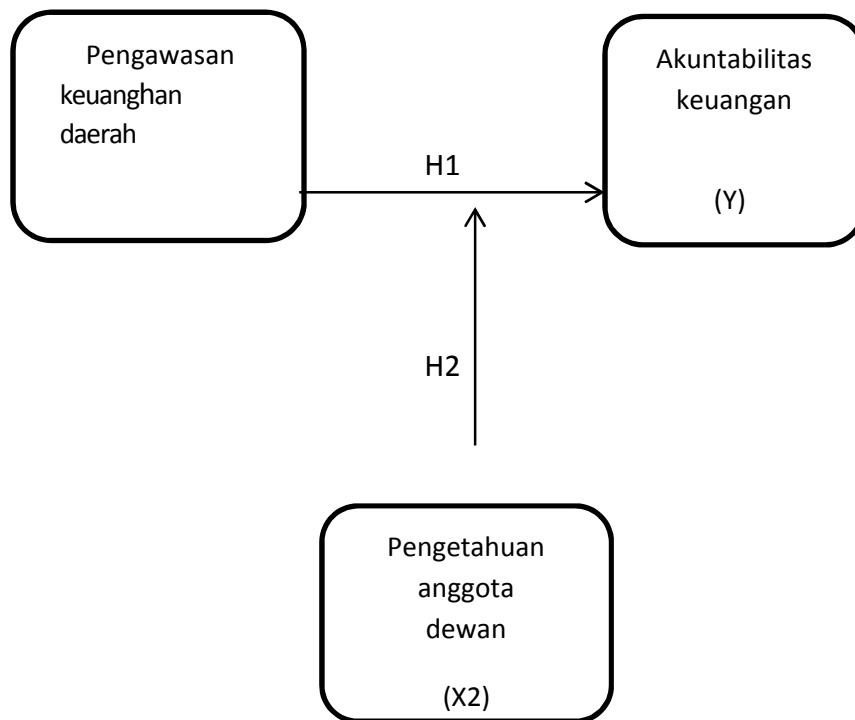 Pengawasan
keuanghan
daerah
Akuntabilitas
keuangan
(Y)
H1
H2
Pengetahuan
anggota
dewan
(X2)